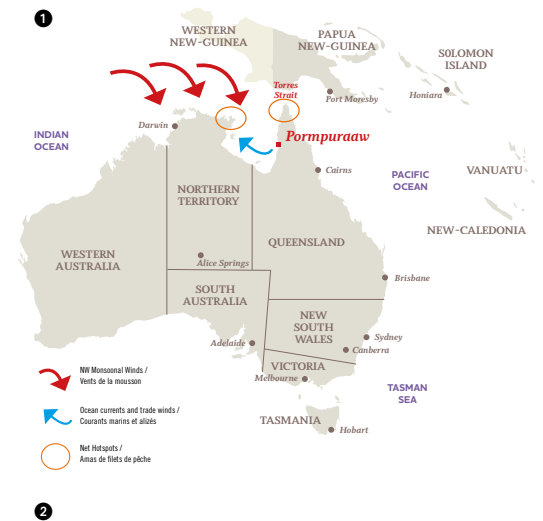 1
WESTERN
NEW-GUINEA
PAPUA
NEW-GUINEA
SOLOMON
ISLAND
Torres
Strait
Port Moresby
Honiara
Darwin
Pormpuraaw
INDIAN
OCEAN
Cairns
PACIFIC
OCEAN
VANUATU
NORTHERN
TERRITORY
NEW-CALEDONIA
QUEENSLAND
WESTERN
AUSTRALIA
Alice Springs
Brisbane
SOUTH
AUSTRALIA
NEW
SOUTH
WALES
Adelaide
Sydney
Canberra
VICTORIA
Melbourne
TASMAN
SEA
TASMANIA
Hobart
NW Monsoonal Winds /
Vents de la mousson
Ocean currents and trade winds /
Courants marins et alizés
Net Hotspots /
Amas de filets de pêche
2